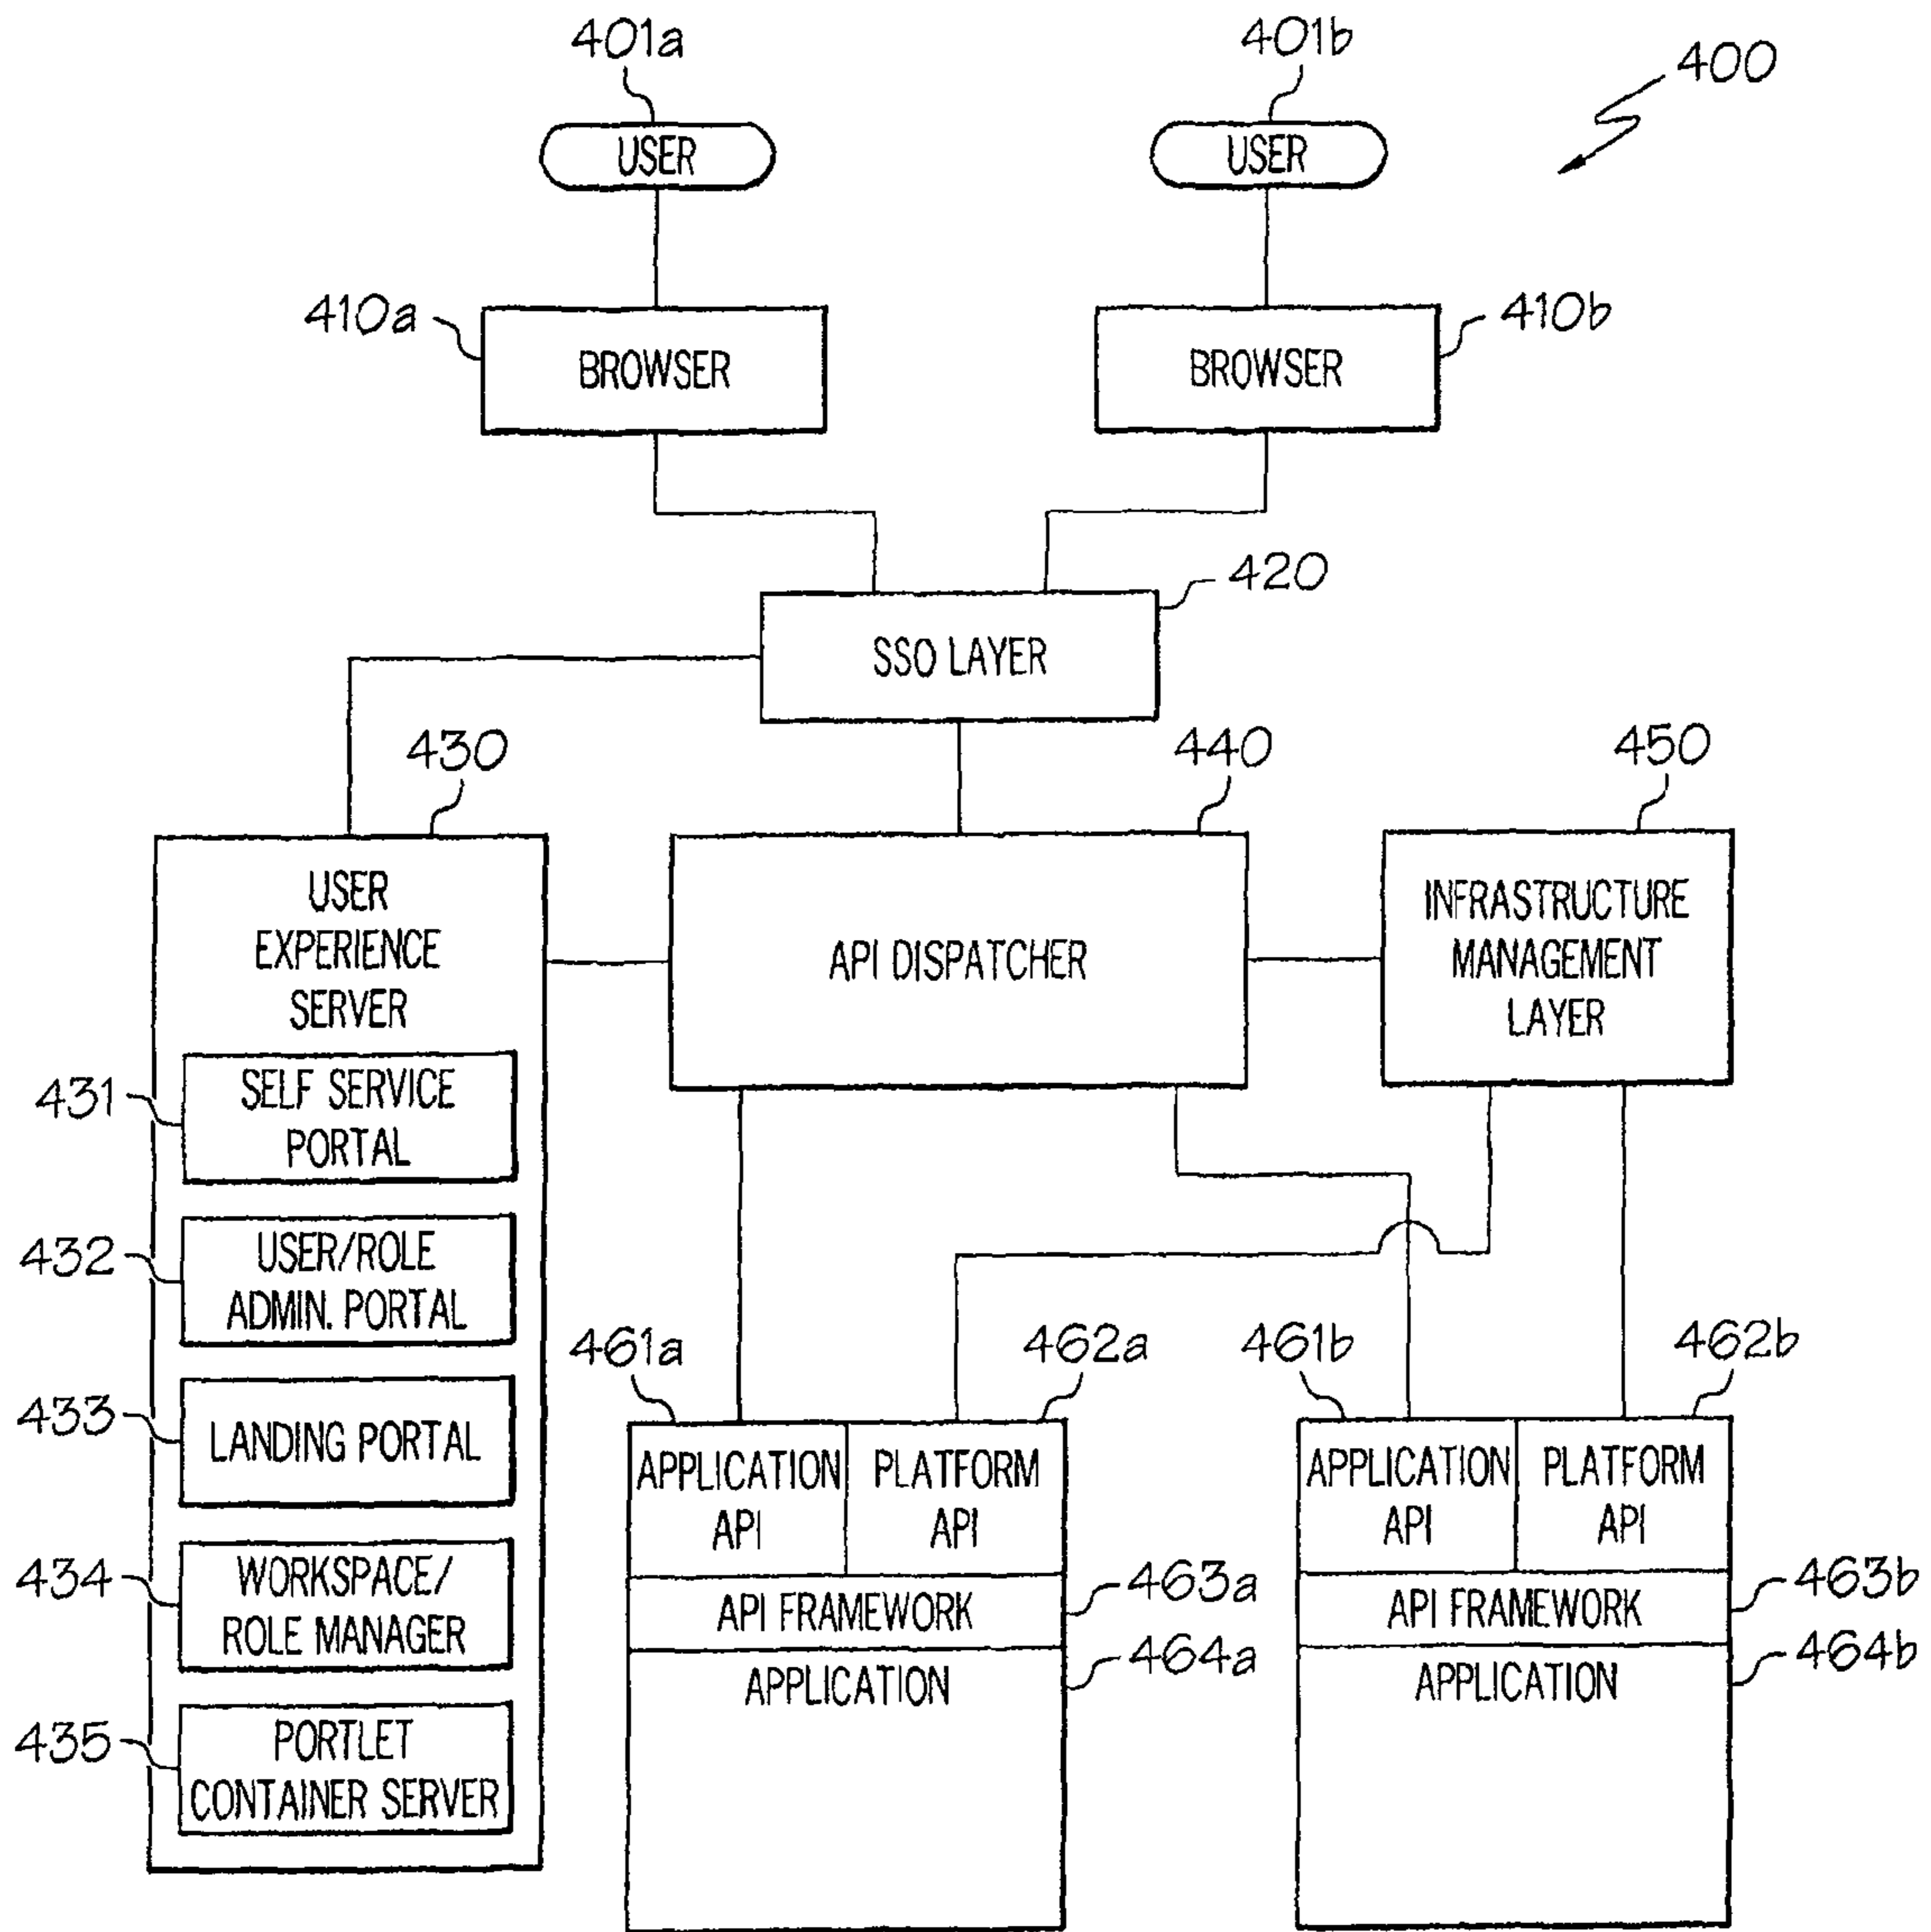 401a
401b
400
USER
USER
410a
BROWSER
BROWSER
410b
420
SSO LAYER
430
440
450
USER
EXPERIENCE
SERVER
API DISPATCHER
INFRASTRUCTURE
MANAGEMENT
LAYER
431
SELF SERVICE
PORTAL
432
USER/ROLE
ADMIN. PORTAL
433
LANDING PORTAL
434
WORKSPACE/
ROLE MANAGER
435
PORTLET
CONTAINER SERVER
461a
462a
461b
462b
APPLICATION
API
PLATFORM
API
APPLICATION
API
PLATFORM
API
API FRAMEWORK
463a
API FRAMEWORK
463b
APPLICATION
464a
APPLICATION
464b